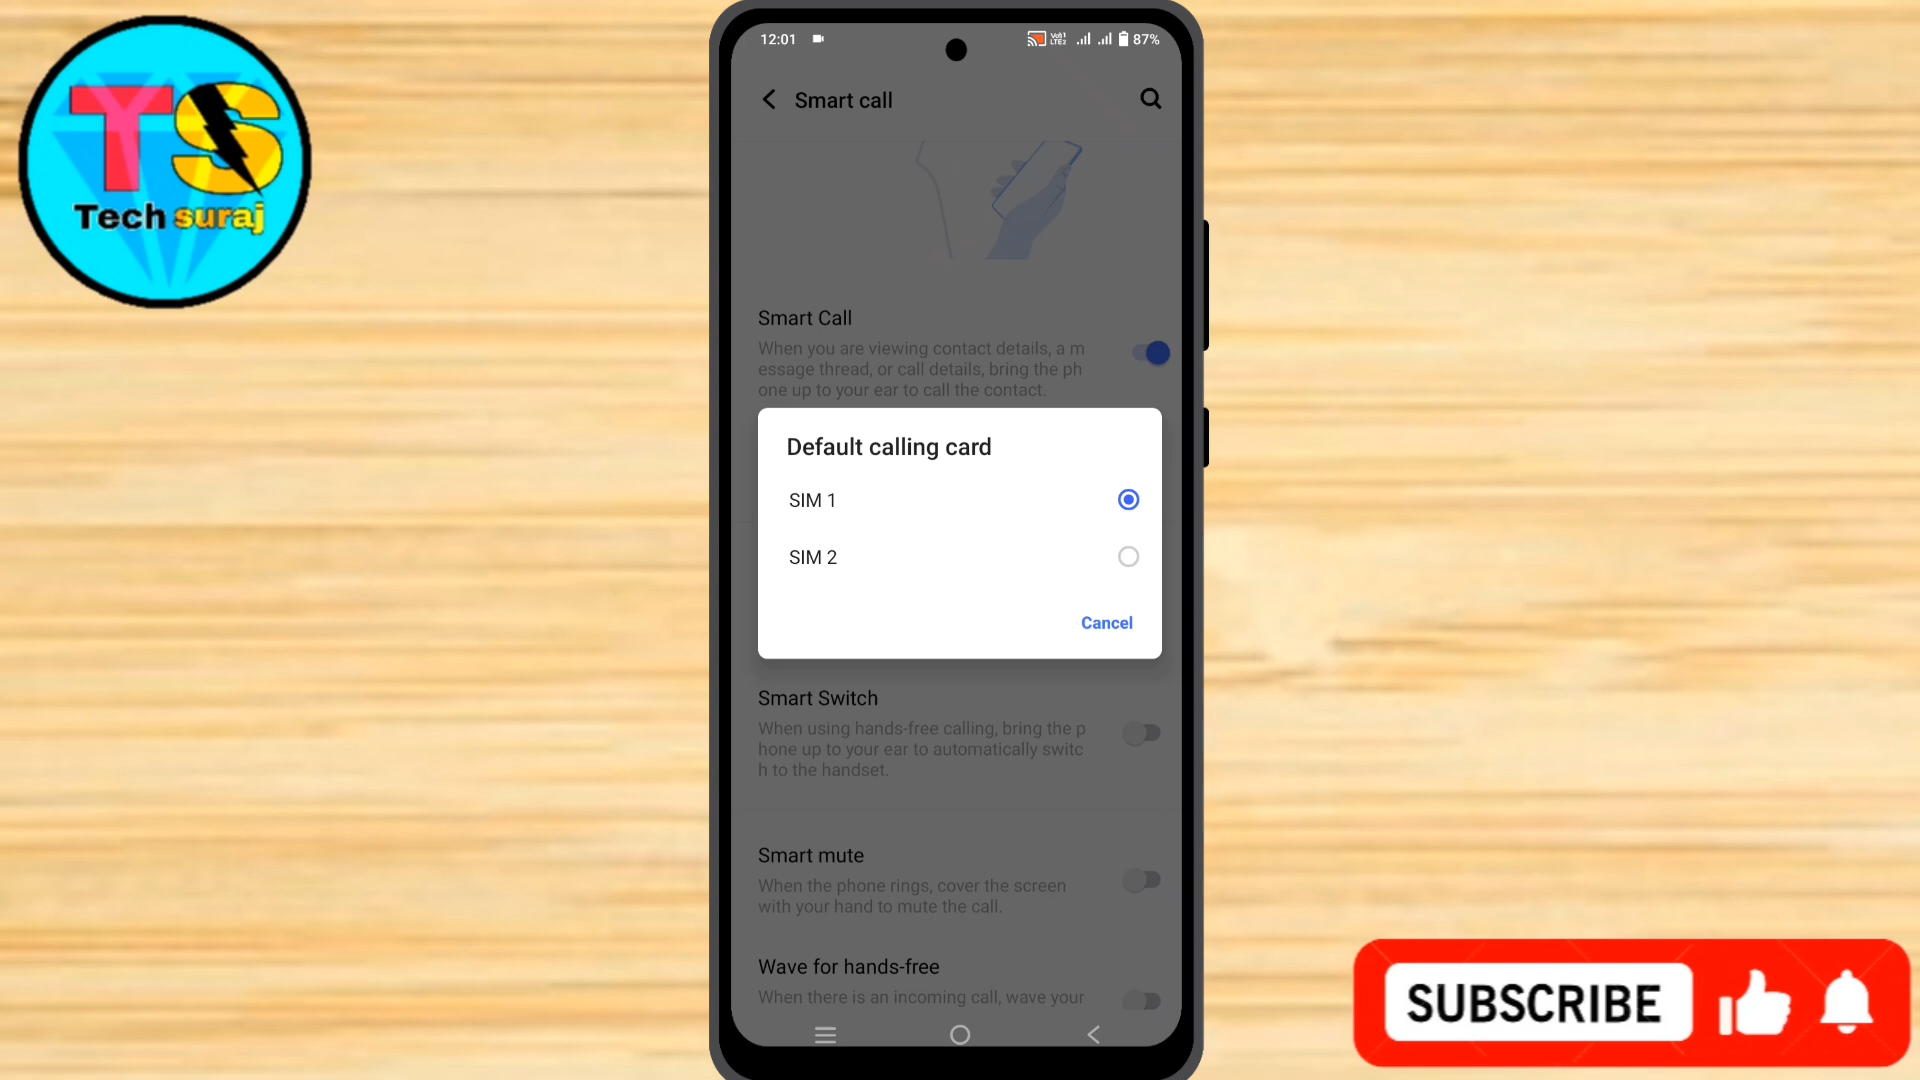 TS
Tech suraj
12:01
Vo1
LTE2
87%
Smart call
Smart Call
When you are viewing contact details, a m
essage thread, or call details, bring the ph
one up to your ear to call the contact.
Default calling card
SIM 1
SIM 2
Cancel
Smart Switch
When using hands-free calling, bring the p
hone up to your ear to automatically switc
h to the handset.
Smart mute
When the phone rings, cover the screen
with your hand to mute the call.
Wave for hands-free
When there is an incoming call, wave your
SUBSCRIBE